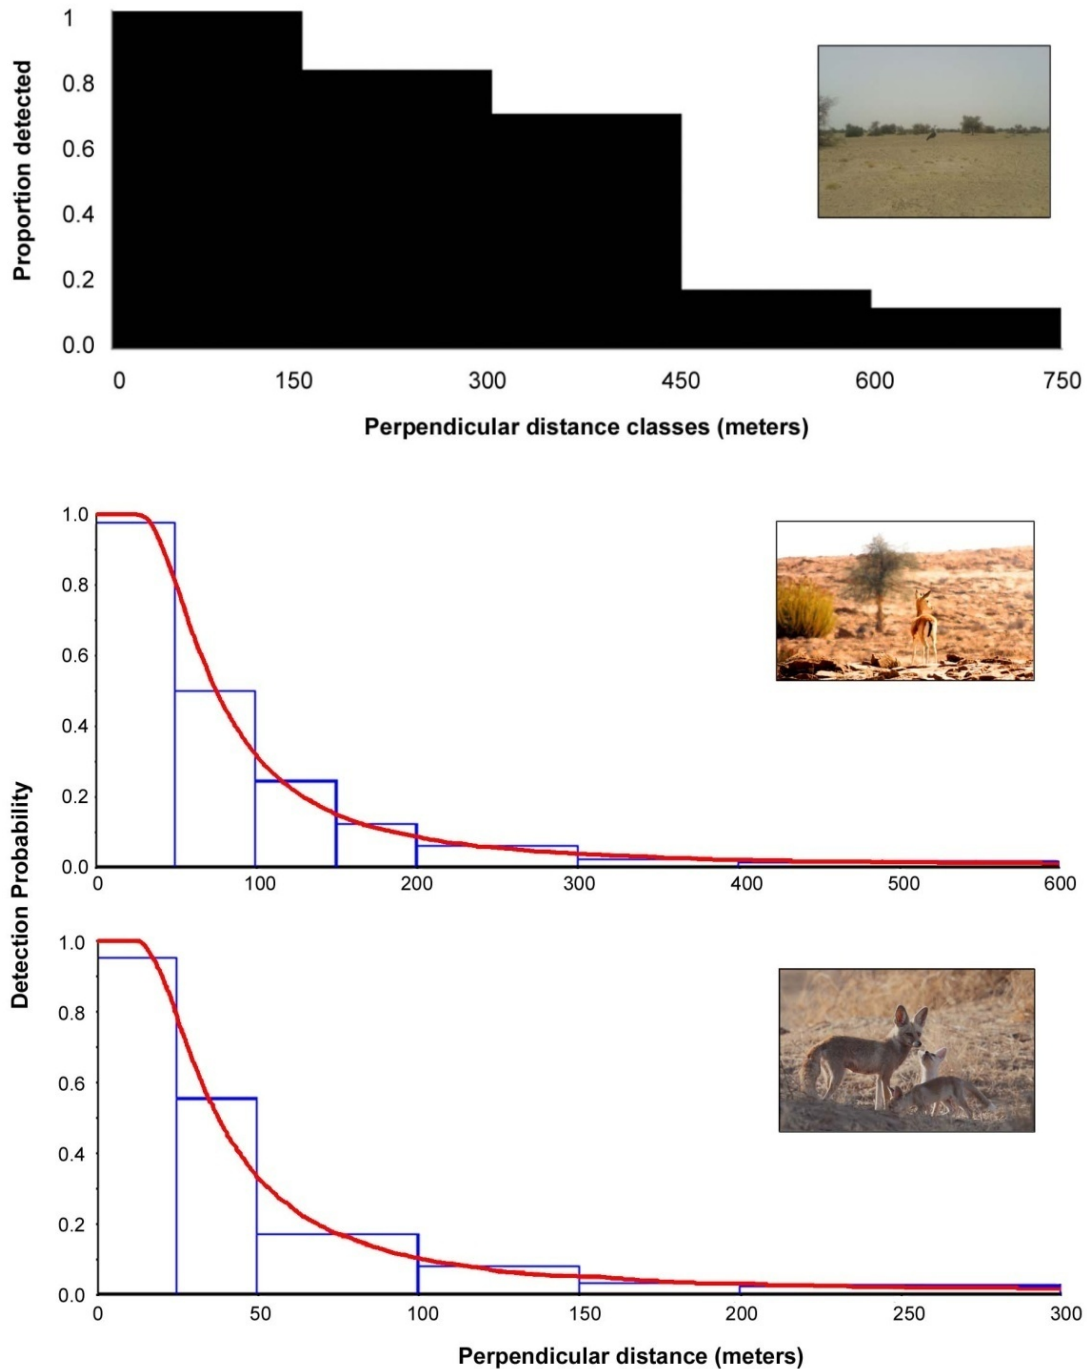 1
0.8
0.6
0.4
0.2
0.0
Proportion detected
0 150 300 450 600 750
Perpendicular distance classes (meters)
1.0
0.8
0.6
0.4
0.2
0.0
0 100 200 300 400 500 600
Detection Probability
1.0
0.8
0.6
0.4
0.2
0.0
0 50 100 150 200 250 300
Perpendicular distance (meters)